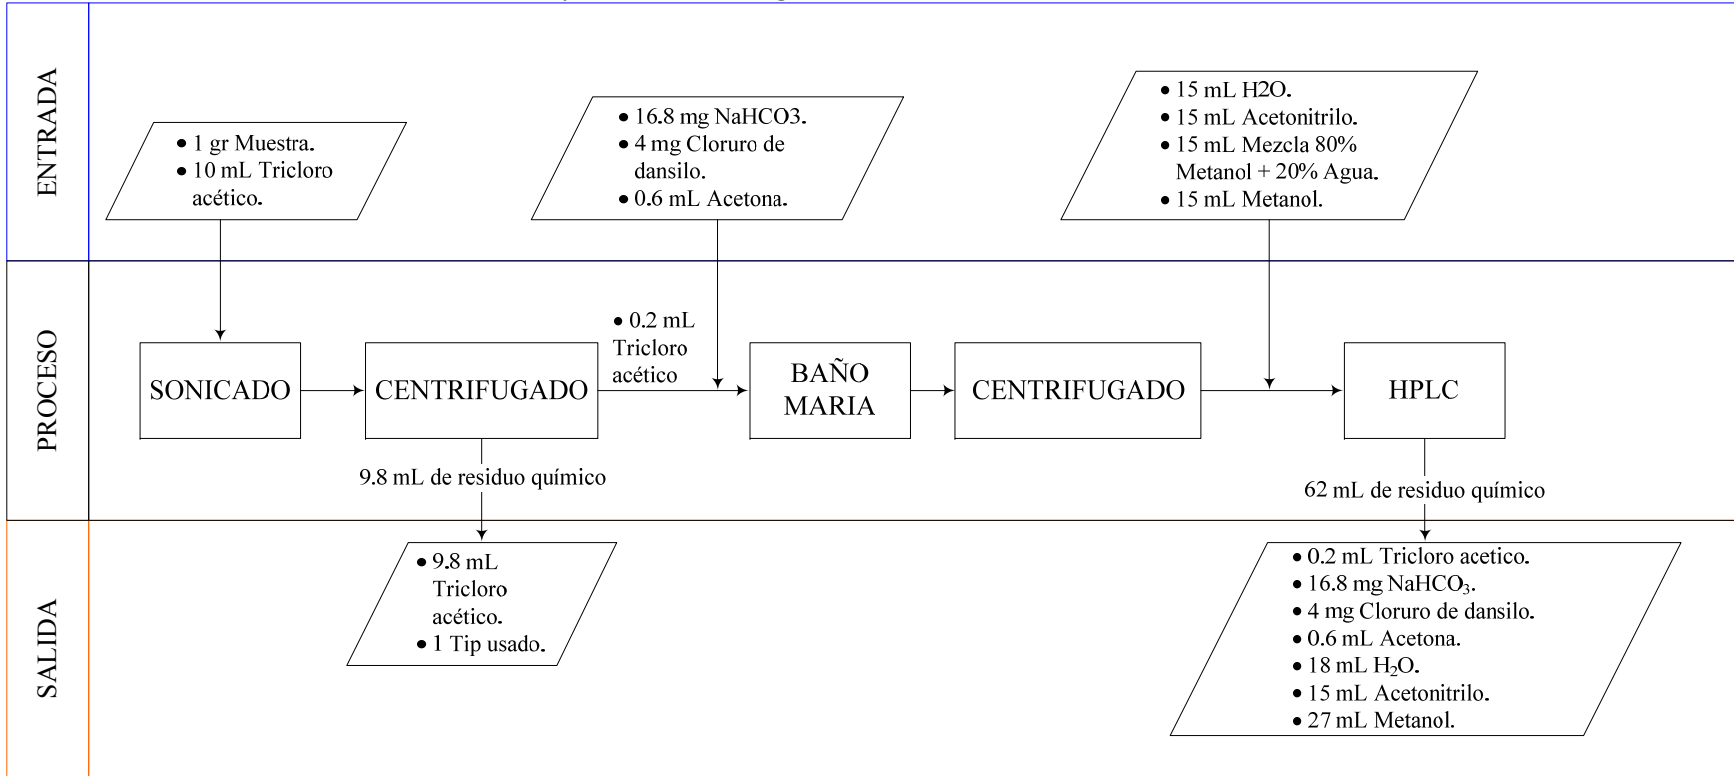 ENTRADA
• 1 gr Muestra.
• 10 mL Tricloro
acético.
• 16.8 mg NaHCO3.
• 4 mg Cloruro de
dansilo.
• 0.6 mL Acetona.
• 15 mL H2O.
• 15 mL Acetonitrilo.
• 15 mL Mezcla 80%
Metanol + 20% Agua.
• 15 mL Metanol.
PROCESO
SONICADO
CENTRIFUGADO
• 0.2 mL
Tricloro
acético
BAÑO
MARIA
CENTRIFUGADO
HPLC
9.8 mL de residuo químico
62 mL de residuo químico
SALIDA
• 9.8 mL
Tricloro
acético.
• 1 Tip usado.
• 0.2 mL Tricloro acetico.
• 16.8 mg NaHCO₃.
• 4 mg Cloruro de dansilo.
• 0.6 mL Acetona.
• 18 mL H₂O.
• 15 mL Acetonitrilo.
• 27 mL Metanol.